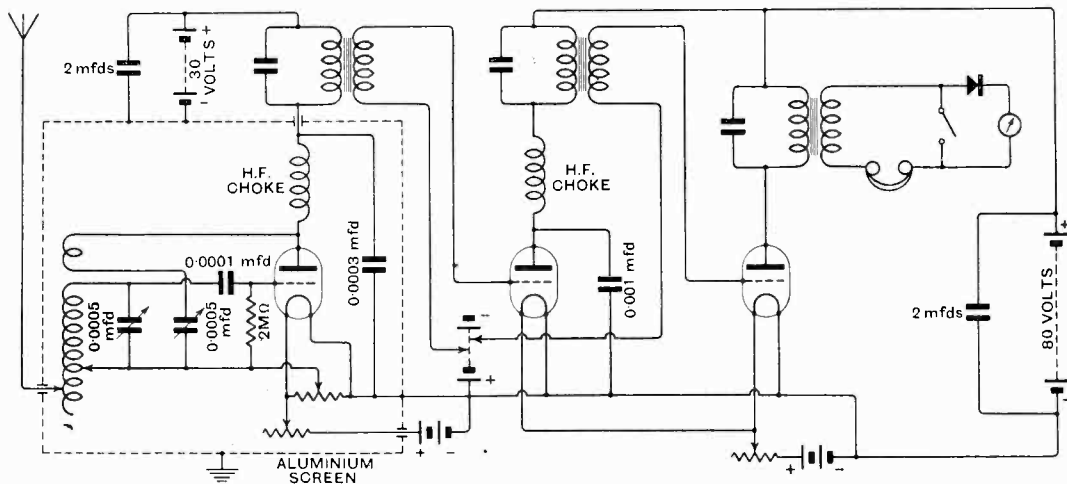 2 mfds
30
VOLTS
+
-
H.F.
CHOKE
0·0003 mfd
0·0001 mfd
0·0005
mfd
0·0005
mfd
2MΩ
+ -
ALUMINIUM
SCREEN
H.F.
CHOKE
0·001 mfd
-
+
+ -
2 mfds
+
80 VOLTS
-